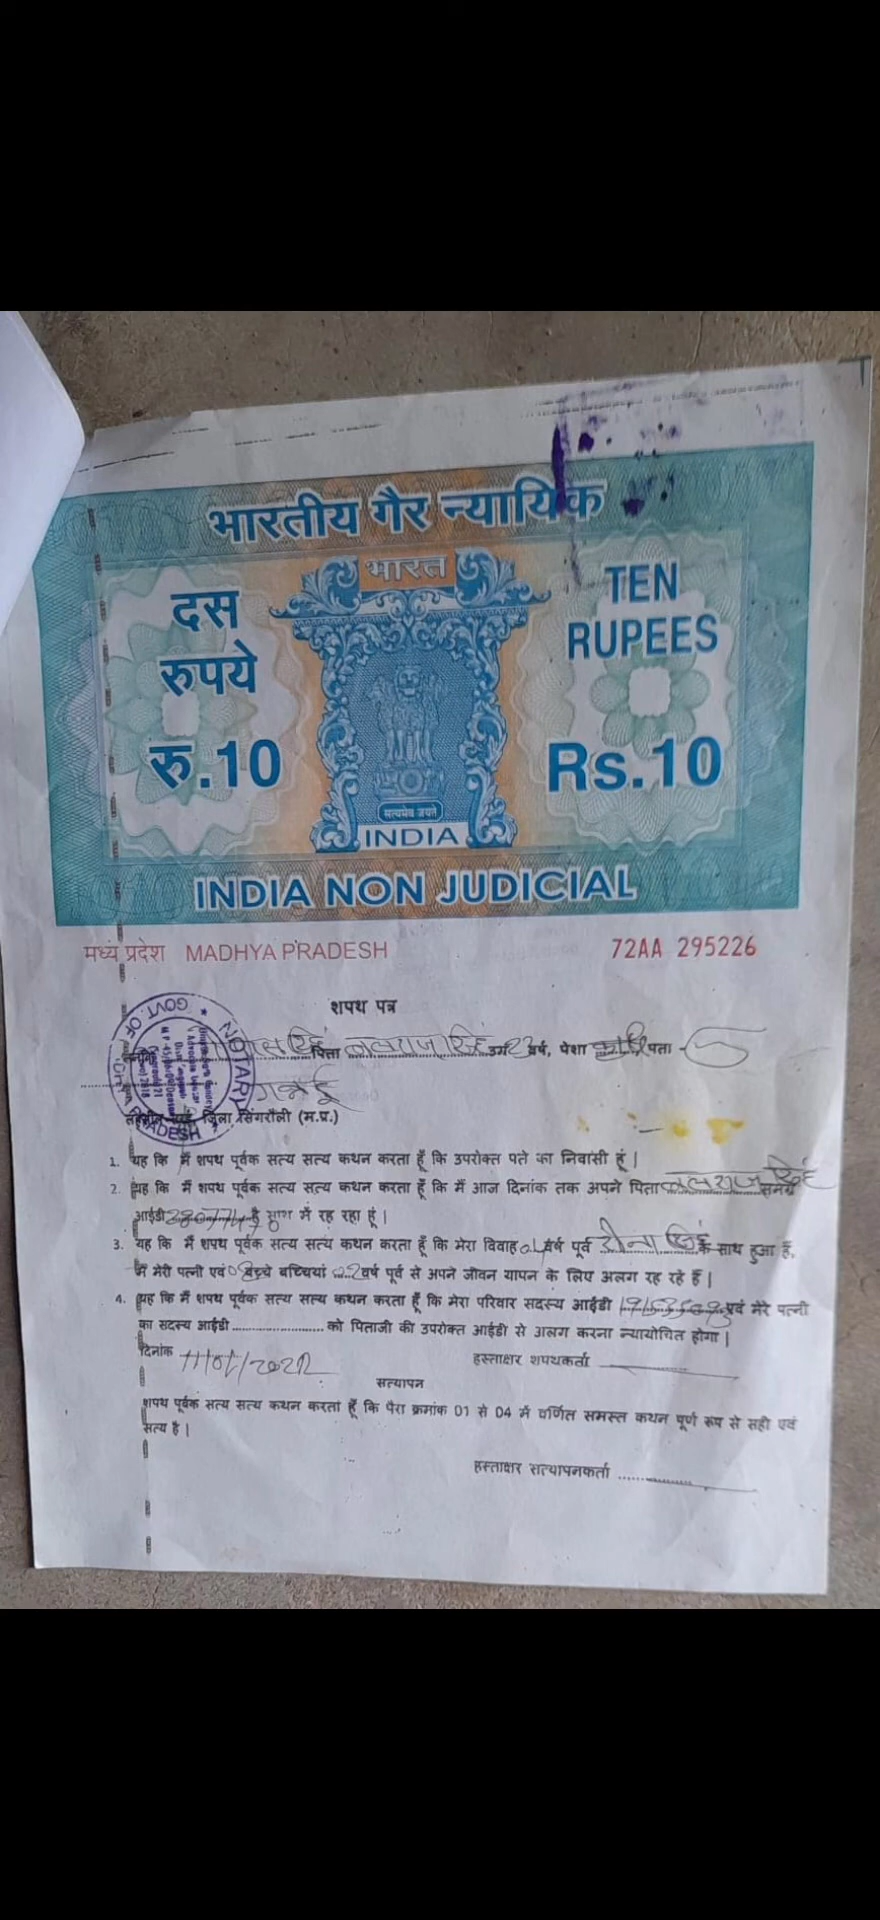 भारतीय गैर न्यायिक
भारत
दस
रुपये
रु.10
TEN
RUPEES
Rs.10
सत्यमेव जयते
INDIA
INDIA NON JUDICIAL
मध्य प्रदेश MADHYA PRADESH 72AA 295226
शपथ पत्र
पिता उम्र 23 वर्ष, पेशा पता -
जिला सिंगरौली (म.प्र.)
NOTARY
GOVT. OF
1. यह कि मैं शपथ पूर्वक सत्य सत्य कथन करता हूँ कि उपरोक्त पते का निवासी हूं |
2. यह कि मैं शपथ पूर्वक सत्य सत्य कथन करता हूँ कि मैं आज दिनांक तक अपने पिता समग्र
आईडी में रह रहा हूं |
3. यह कि मैं शपथ पूर्वक सत्य सत्य कथन करता हूँ कि मेरा विवाह वर्ष पूर्व के साथ हुआ है,
मैं मेरी पत्नी एवं बच्चे बच्चियां वर्ष पूर्व से अपने जीवन यापन के लिए अलग रह रहे हैं |
4. यह कि मैं शपथ पूर्वक सत्य सत्य कथन करता हूँ कि मेरा परिवार सदस्य आईडी एवं मेरे पत्नी
का सदस्य आईडी........................को पिताजी की उपरोक्त आईडी से अलग करना न्यायोचित होगा |
दिनांक हस्ताक्षर शपथकर्ता
सत्यापन
शपथ पूर्वक सत्य सत्य कथन करता हूँ कि पैरा क्रमांक 01 से 04 में वर्णित समस्त कथन पूर्ण रूप से सही एवं
सत्य है |
हस्ताक्षर सत्यापनकर्ता